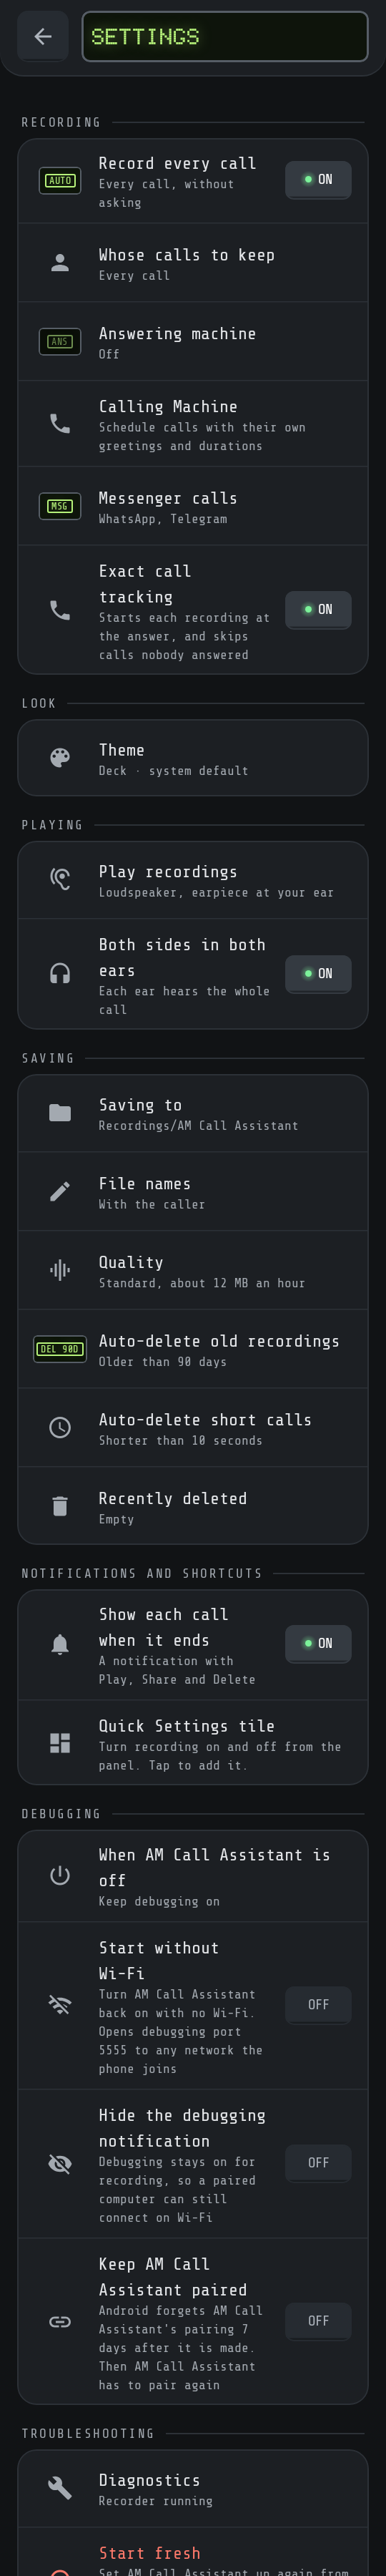 SETTINGS
RECORDING
AUTO
Record every call
Every call, without
asking
ON
Whose calls to keep
Every call
ANS
Answering machine
Off
Calling Machine
Schedule calls with their own
greetings and durations
MSG
Messenger calls
WhatsApp, Telegram
Exact call
tracking
Starts each recording at
the answer, and skips
calls nobody answered
ON
LOOK
Theme
Deck · system default
PLAYING
Play recordings
Loudspeaker, earpiece at your ear
Both sides in both
ears
Each ear hears the whole
call
ON
SAVING
Saving to
Recordings/AM Call Assistant
File names
With the caller
Quality
Standard, about 12 MB an hour
DEL 90D
Auto-delete old recordings
Older than 90 days
Auto-delete short calls
Shorter than 10 seconds
Recently deleted
Empty
NOTIFICATIONS AND SHORTCUTS
Show each call
when it ends
A notification with
Play, Share and Delete
ON
Quick Settings tile
Turn recording on and off from the
panel. Tap to add it.
DEBUGGING
When AM Call Assistant is
off
Keep debugging on
Start without
Wi-Fi
Turn AM Call Assistant
back on with no Wi-Fi.
Opens debugging port
5555 to any network the
phone joins
OFF
Hide the debugging
notification
Debugging stays on for
recording, so a paired
computer can still
connect on Wi-Fi
OFF
Keep AM Call
Assistant paired
Android forgets AM Call
Assistant's pairing 7
days after it is made.
Then AM Call Assistant
has to pair again
OFF
TROUBLESHOOTING
Diagnostics
Recorder running
Start fresh
Set AM Call Assistant up again from